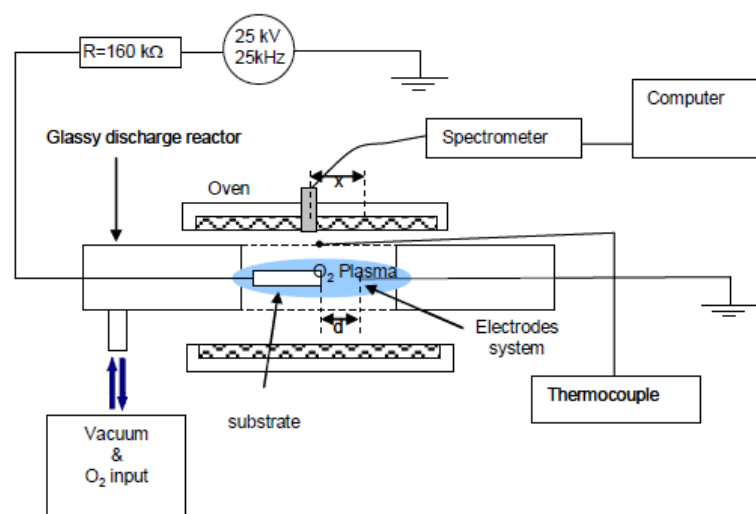 R=160 kΩ
25 kV
25kHz
Computer
Spectrometer
Glassy discharge reactor
Oven
x
O₂ Plasma
d
Electrodes
system
substrate
Thermocouple
Vacuum
&
O₂ input